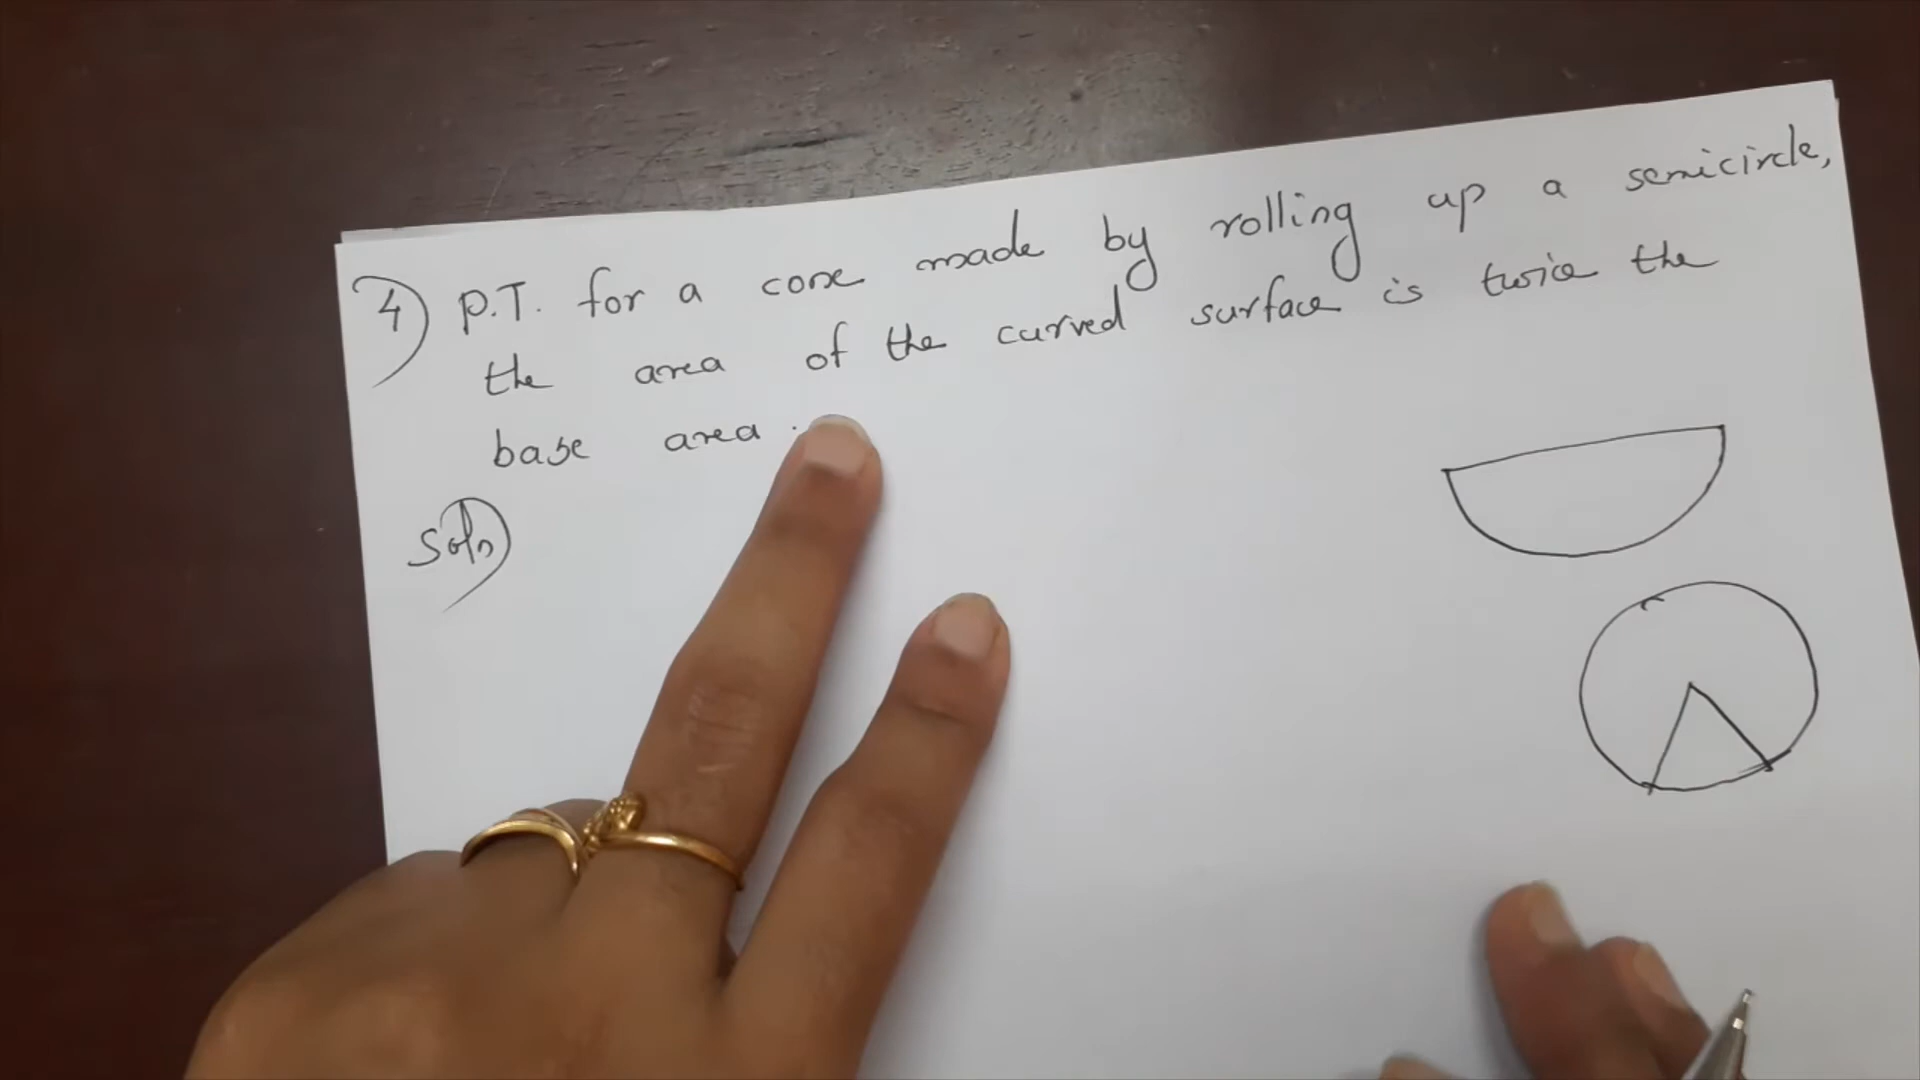 4) P.T. for a cone made by rolling up a semicircle,
the area of the curved surface is twice the
base area.
Soln)